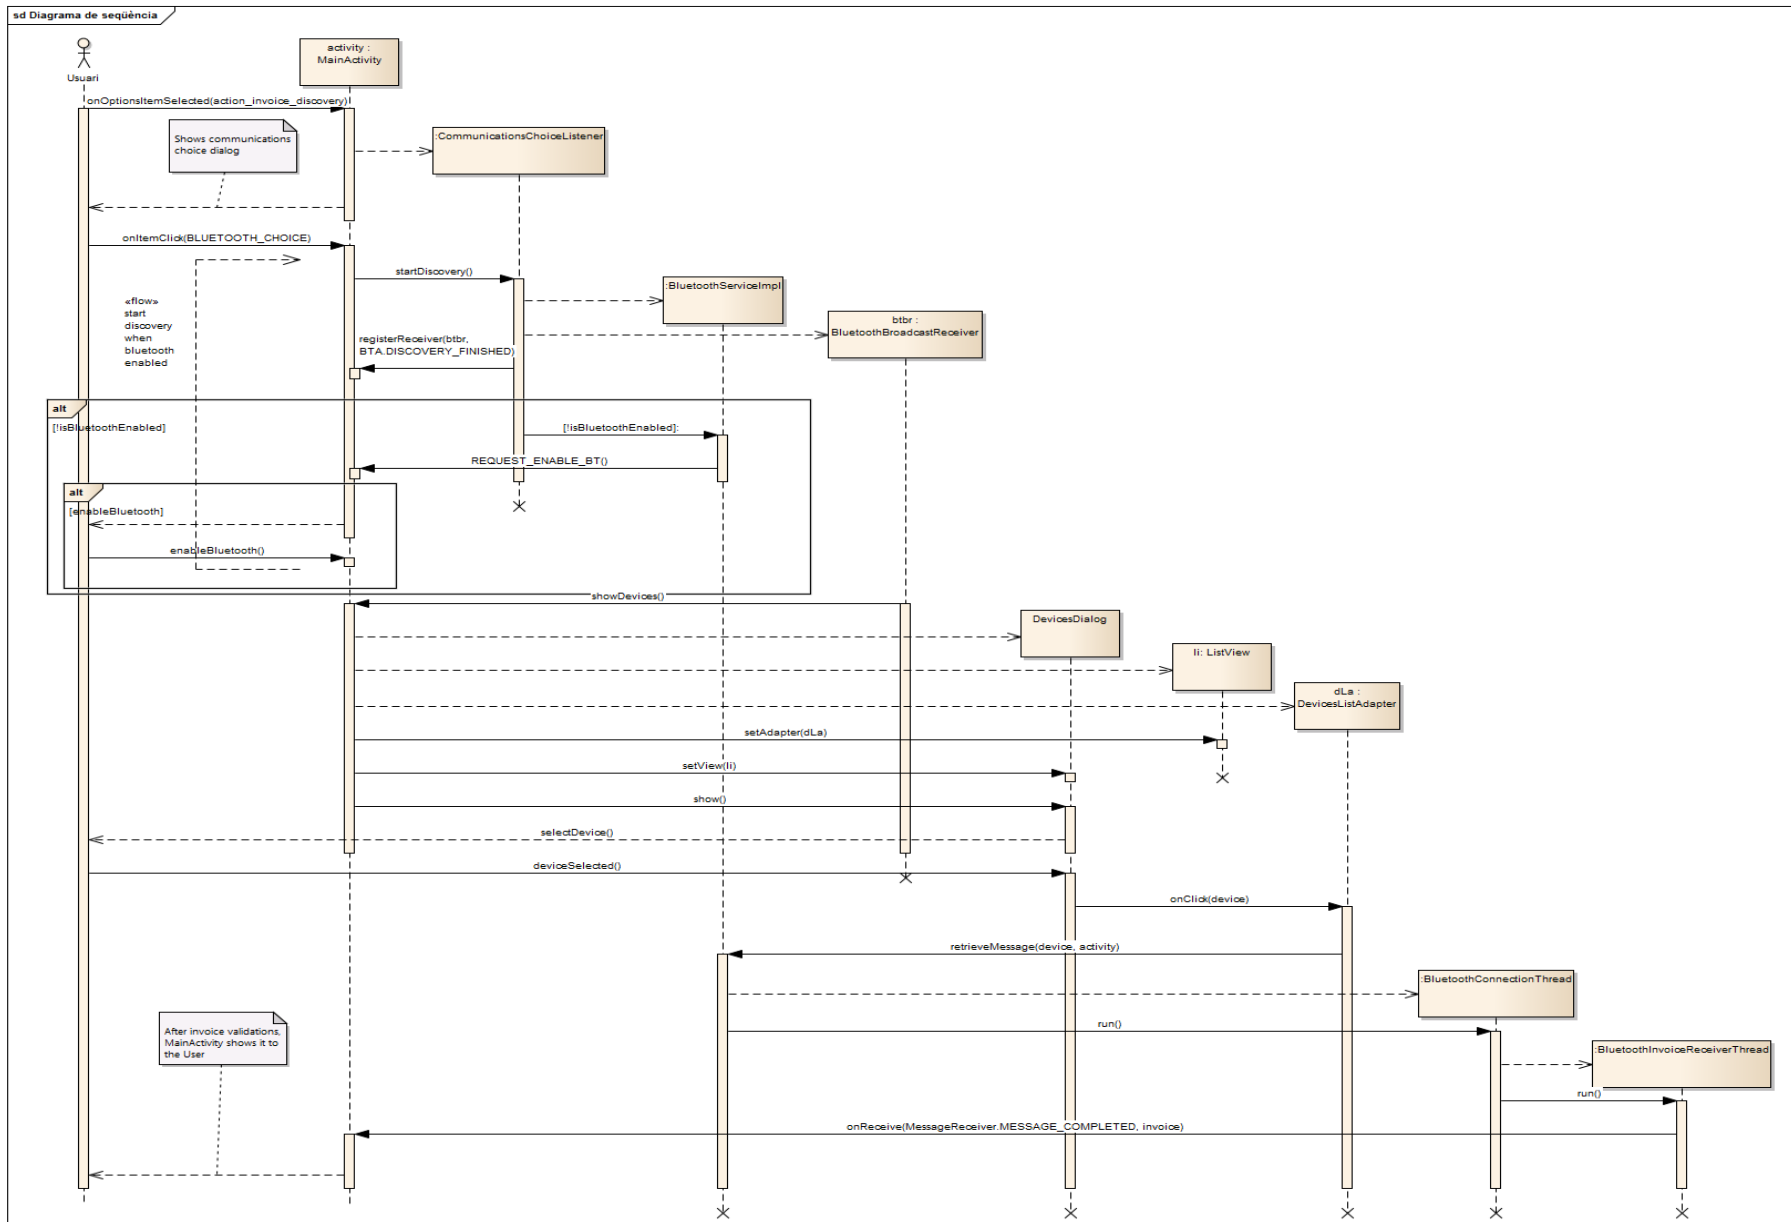 sd Diagrama de seqüència
Usuari
activity :
MainActivity
onOptionsItemSelected(action_invoice_discovery)
Shows communications
choice dialog
:CommunicationsChoiceListener
onItemClick(BLUETOOTH_CHOICE)
startDiscovery()
:BluetoothServiceImpl
«flow»
start
discovery
when
bluetooth
enabled
btbr :
BluetoothBroadcastReceiver
registerReceiver(btbr,
BTA.DISCOVERY_FINISHED)
alt
[!isBluetoothEnabled]
[!isBluetoothEnabled]:
REQUEST_ENABLE_BT()
alt
[enableBluetooth]
enableBluetooth()
showDevices()
DevicesDialog
li: ListView
dLa :
DevicesListAdapter
setAdapter(dLa)
setView(li)
show()
selectDevice()
deviceSelected()
onClick(device)
retrieveMessage(device, activity)
:BluetoothConnectionThread
run()
After invoice validations,
MainActivity shows it to
the User
:BluetoothInvoiceReceiverThread
run()
onReceive(MessageReceiver.MESSAGE_COMPLETED, invoice)